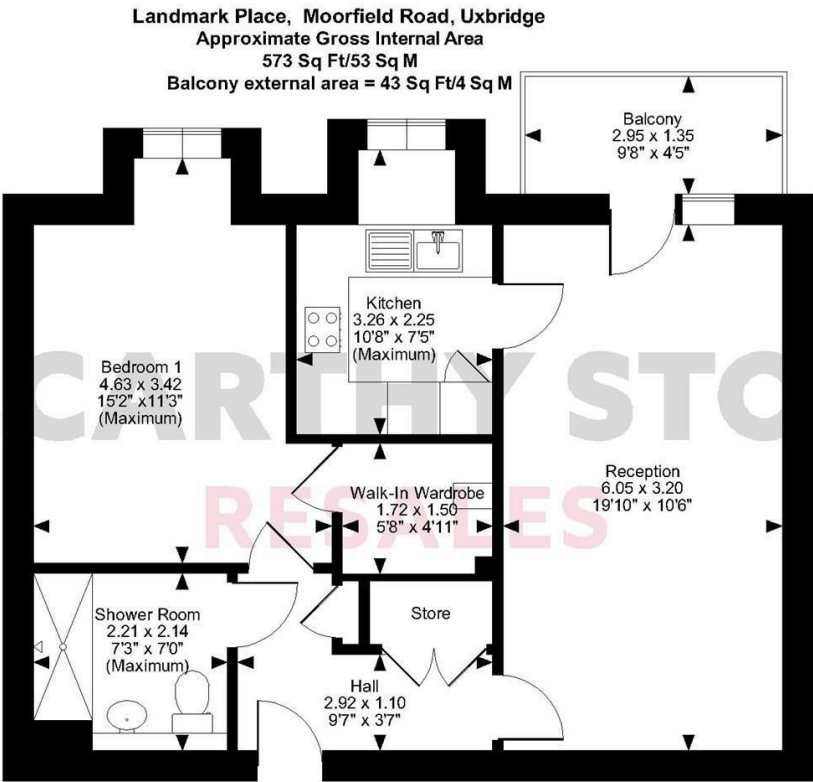 Landmark Place, Moorfield Road, Uxbridge
Approximate Gross Internal Area
573 Sq Ft/53 Sq M
Balcony external area = 43 Sq Ft/4 Sq M
Balcony
2.95 x 1.35
9'8" x 4'5"
Kitchen
3.26 x 2.25
10'8" x 7'5"
(Maximum)
Bedroom 1
4.63 x 3.42
15'2" x11'3"
(Maximum)
CARTHY STO
RESALES
Reception
6.05 x 3.20
19'10" x 10'6"
Walk-In Wardrobe
1.72 x 1.50
5'8" x 4'11"
Shower Room
2.21 x 2.14
7'3" x 7'0"
(Maximum)
Store
Hall
2.92 x 1.10
9'7" x 3'7"